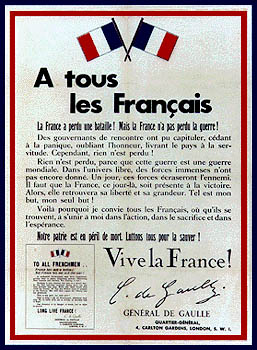 A tous
les Français
La France a perdu une bataille! Mais la France n'a pas perdu la guerre!
Des gouvernants de rencontre ont pu capituler, cédant
à la panique, oubliant l'honneur, livrant le pays à la ser-
vitude. Cependant, rien n'est perdu!
Rien n'est perdu, parce que cette guerre est une guerre
mondiale. Dans l'univers libre, des forces immenses n'ont
pas encore donné. Un jour, ces forces écraseront l'ennemi.
Il faut que la France, ce jour-là, soit présente à la victoire.
Alors, elle retrouvera sa liberté et sa grandeur. Tel est mon
but, mon seul but!
Voilà pourquoi je convie tous les Français, où qu'ils se
trouvent, à s'unir à moi dans l'action, dans le sacrifice et dans
l'espérance.
Notre patrie est en péril de mort. Luttons tous pour la sauver!
Vive la France!
C. de Gaulle
GÉNÉRAL DE GAULLE
QUARTIER-GÉNÉRAL,
4, CARLTON GARDENS, LONDON, S.W.1.
TO ALL FRENCHMEN
LONG LIVE FRANCE!